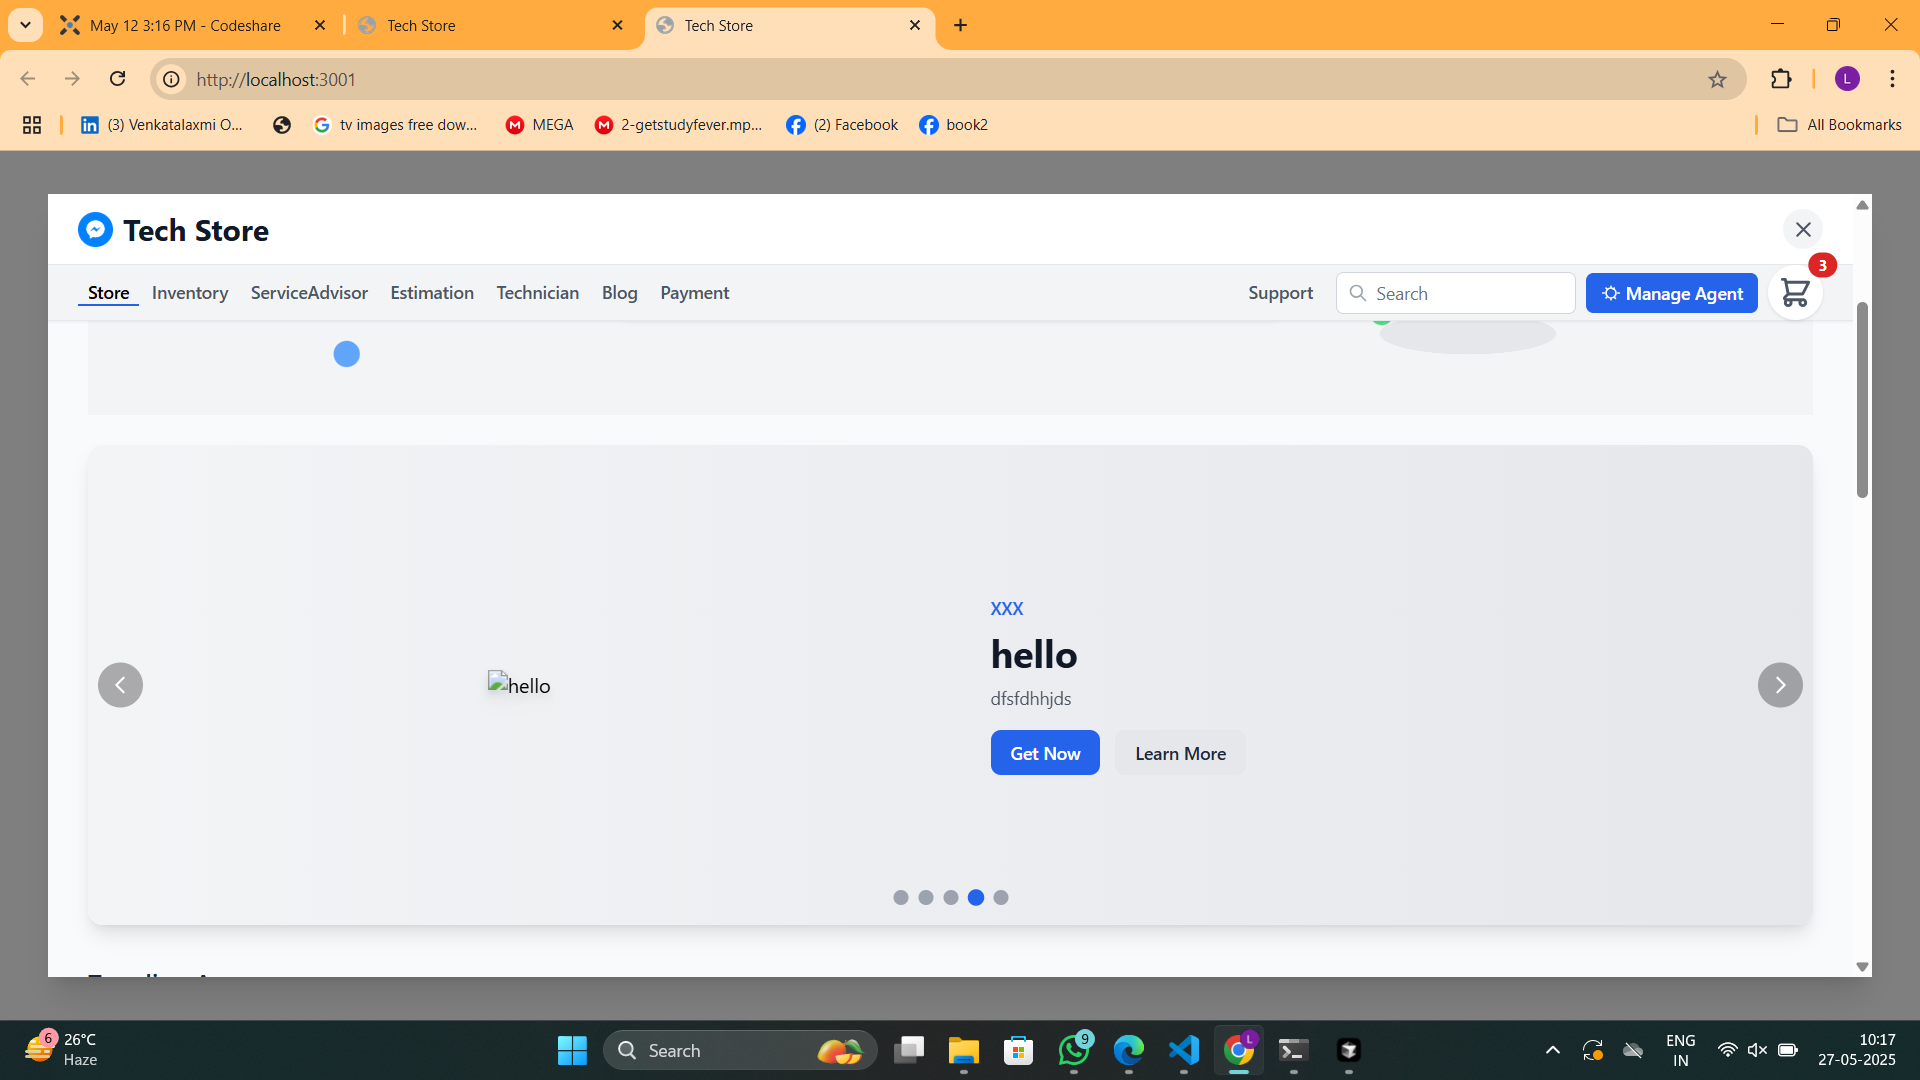 May 12 3:16 PM - Codeshare
Tech Store
Tech Store
http://localhost:3001
L
(3) Venkatalaxmi O...
tv images free dow...
MEGA
2-getstudyfever.mp...
(2) Facebook
book2
All Bookmarks
Tech Store
3
Store
Inventory
ServiceAdvisor
Estimation
Technician
Blog
Payment
Support
Search
Manage Agent
XXX
hello
hello
dfsfdhhjds
Get Now
Learn More
6
26°C
Haze
Search
9
L
ENG
IN
10:17
27-05-2025